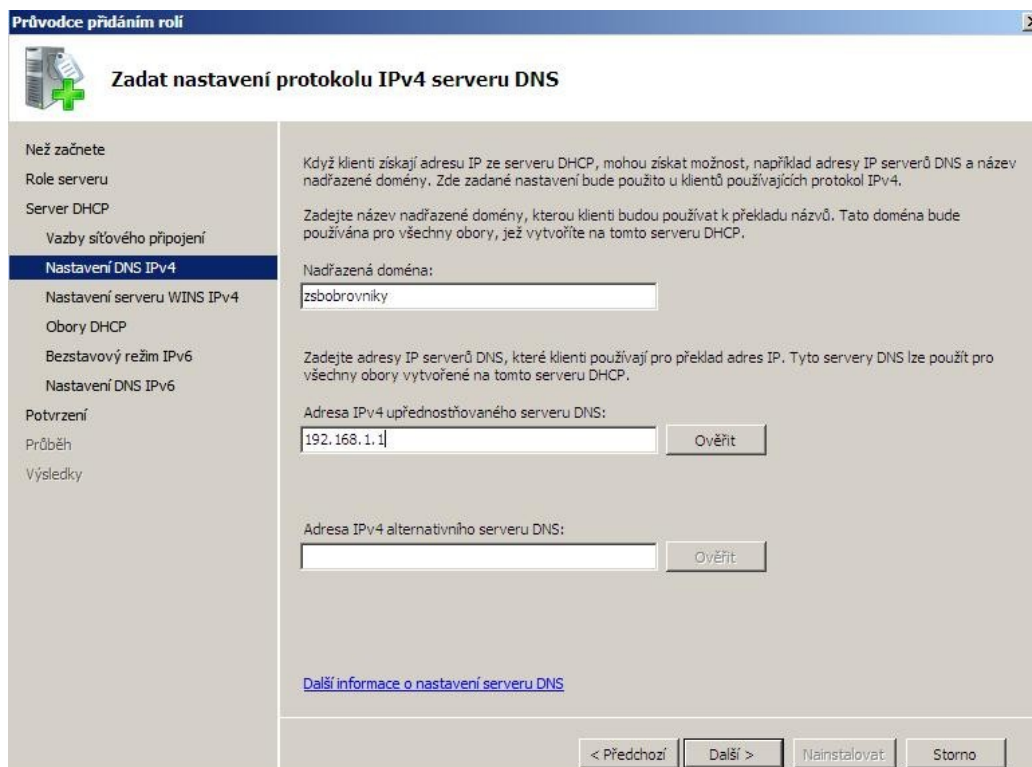 Průvodce přidáním rolí
Zadat nastavení protokolu IPv4 serveru DNS
Než začnete
Role serveru
Server DHCP
Vazby síťového připojení
Nastavení DNS IPv4
Nastavení serveru WINS IPv4
Obory DHCP
Bezstavový režim IPv6
Nastavení DNS IPv6
Potvrzení
Průběh
Výsledky
Když klienti získají adresu IP ze serveru DHCP, mohou získat možnost, například adresy IP serverů DNS a název
nadřazené domény. Zde zadané nastavení bude použito u klientů používajících protokol IPv4.
Zadejte název nadřazené domény, kterou klienti budou používat k překladu názvů. Tato doména bude
používána pro všechny obory, jež vytvoříte na tomto serveru DHCP.
Nadřazená doména:
zsbobrovniky
Zadejte adresy IP serverů DNS, které klienti používají pro překlad adres IP. Tyto servery DNS lze použít pro
všechny obory vytvořené na tomto serveru DHCP.
Adresa IPv4 upřednostňovaného serveru DNS:
192.168.1.1 Ověřit
Adresa IPv4 alternativního serveru DNS:
Ověřit
Další informace o nastavení serveru DNS
< Předchozí Další > Nainstalovat Storno